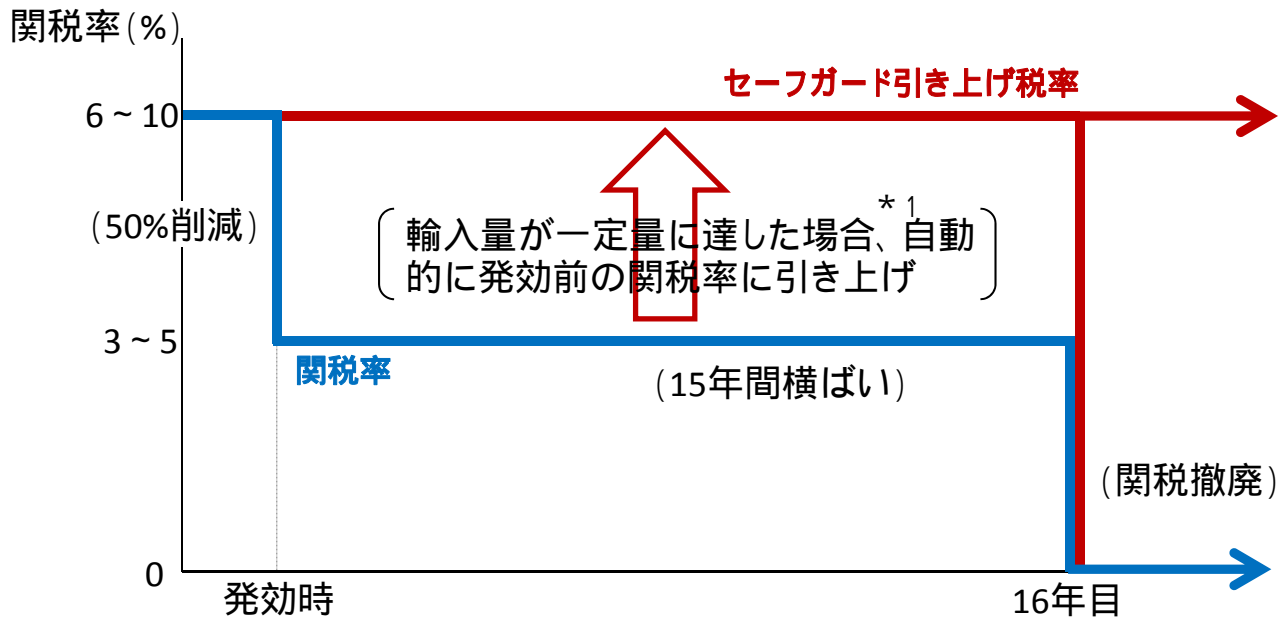 関税率(%)
セーフガード引き上げ税率
6~10
(50%削減)
輸入量が一定量に達した場合*1、自動
的に発効前の関税率に引き上げ
3~5
関税率
(15年間横ばい)
(関税撤廃)
0
発効時
16年目